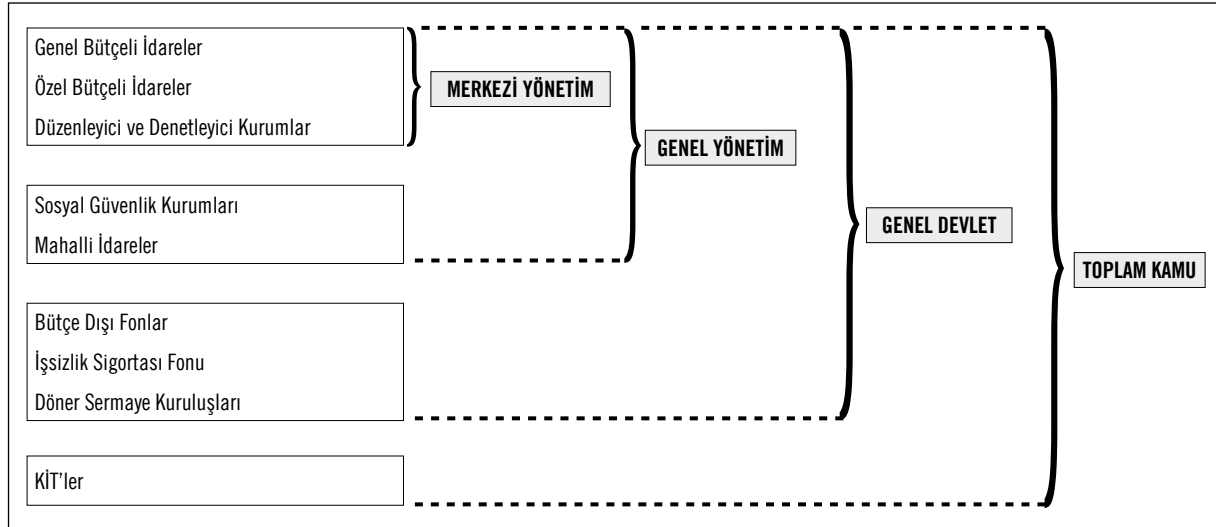 Genel Bütçeli İdareler
Özel Bütçeli İdareler
Düzenleyici ve Denetleyici Kurumlar
MERKEZİ YÖNETİM
GENEL YÖNETİM
Sosyal Güvenlik Kurumları
Mahalli İdareler
GENEL DEVLET
TOPLAM KAMU
Bütçe Dışı Fonlar
İşsizlik Sigortası Fonu
Döner Sermaye Kuruluşları
KİT’ler